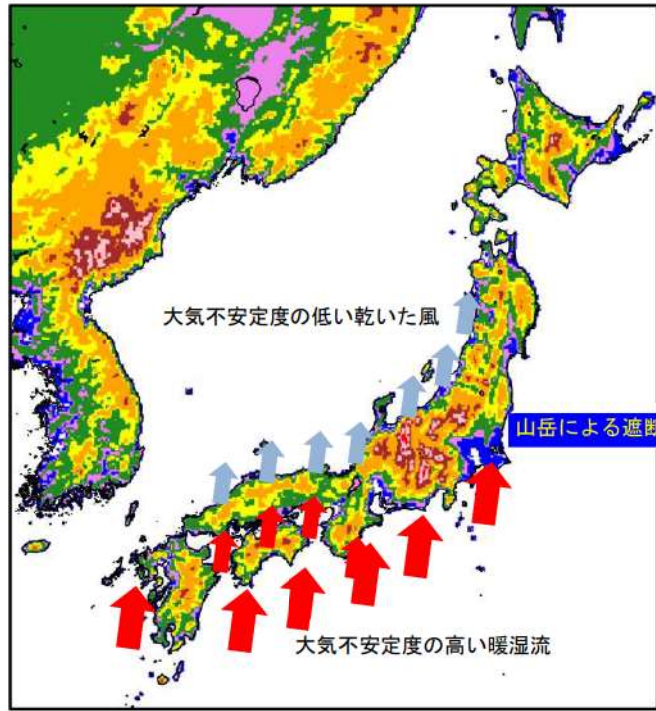 大気不安定度の低い乾いた風
山岳による遮断
大気不安定度の高い暖湿流